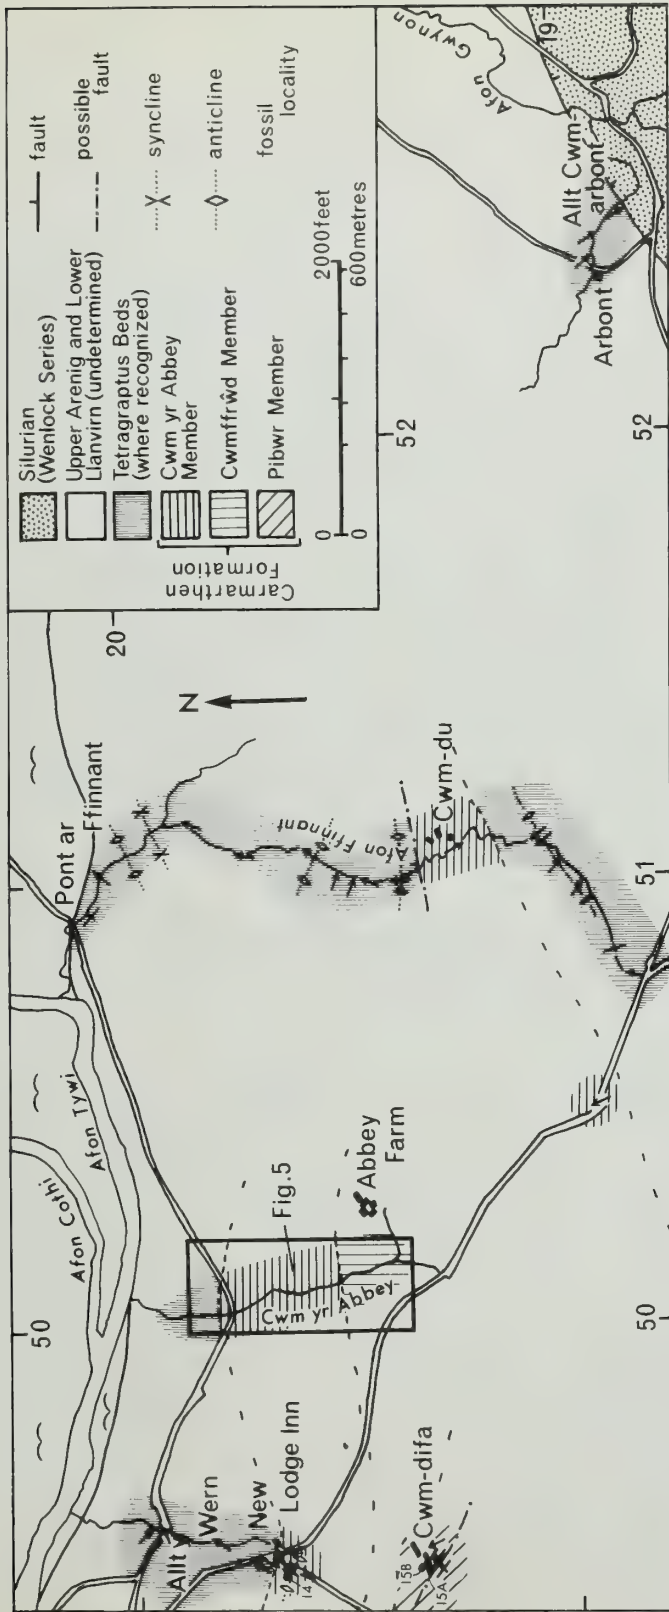 Silurian
(Wenlock Series)
Upper Arenig and Lower
Llanvirn (undetermined)
Tetragraptus Beds
(where recognized)
Cwm yr Abbey
Member
Cwmffrŵd Member
Pibwr Member
Carmarthen
Formation
fault
possible
fault
syncline
anticline
fossil
locality
0
2000feet
0
600metres
50
Afon Cothi
Afon Tywi
Pont ar
Ffinnant
20
N
Afon Gwynon
19
Allt y
Wern
New
Lodge Inn
14
Fig.5
Cwm yr Abbey
Abbey
Farm
Afon Ffinnant
Cwm-du
52
Allt Cwm-
arbont
Arbont
Cwm-difa
15B
15A
50
51
52